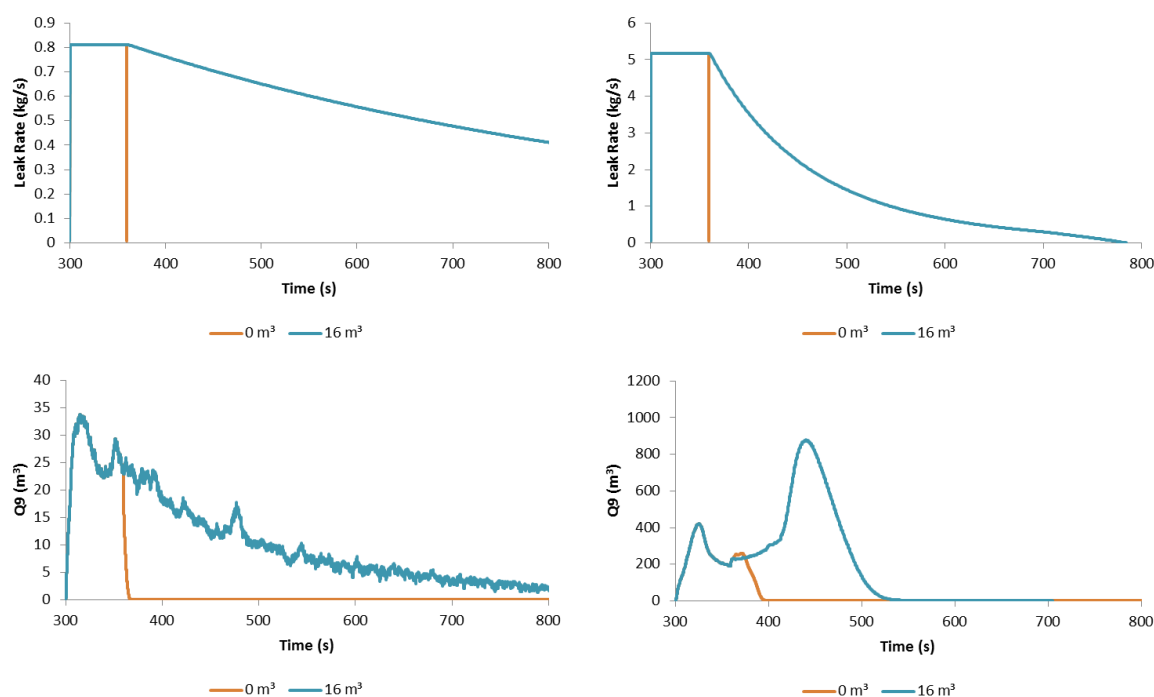 0.9
0.8
0.7
0.6
0.5
0.4
0.3
0.2
0.1
0
Leak Rate (kg/s)
300 400 500 600 700 800
Time (s)
0 m³ 16 m³
6
5
4
3
2
1
0
Leak Rate (kg/s)
300 400 500 600 700 800
Time (s)
0 m³ 16 m³
40
35
30
25
20
15
10
5
0
Q9 (m³)
300 400 500 600 700 800
Time (s)
0 m³ 16 m³
1200
1000
800
600
400
200
0
Q9 (m³)
300 400 500 600 700 800
Time (s)
0 m³ 16 m³